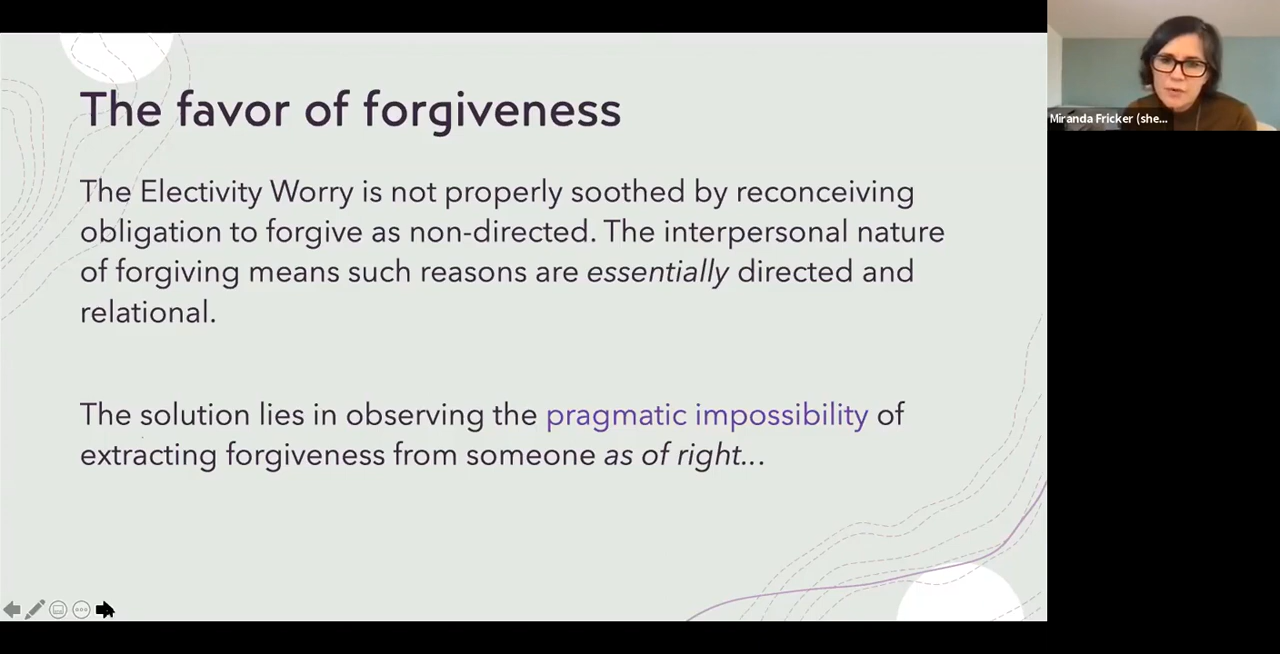 The favor of forgiveness
The Electivity Worry is not properly soothed by reconceiving
obligation to forgive as non-directed. The interpersonal nature
of forgiving means such reasons are essentially directed and
relational.
The solution lies in observing the pragmatic impossibility of
extracting forgiveness from someone as of right...
Miranda Fricker (she...